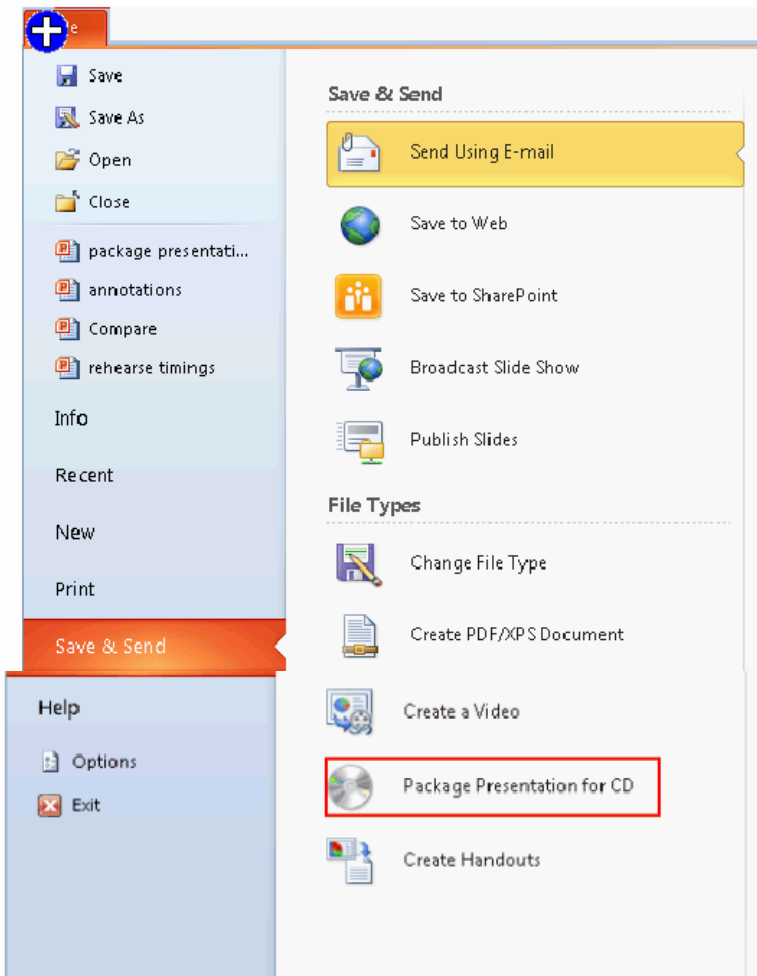 Save
Save As
Open
Close
package presentati...
annotations
Compare
rehearse timings
Info
Recent
New
Print
Save & Send
Help
Options
Exit
Save & Send
Send Using E-mail
Save to Web
Save to SharePoint
Broadcast Slide Show
Publish Slides
File Types
Change File Type
Create PDF/XPS Document
Create a Video
Package Presentation for CD
Create Handouts